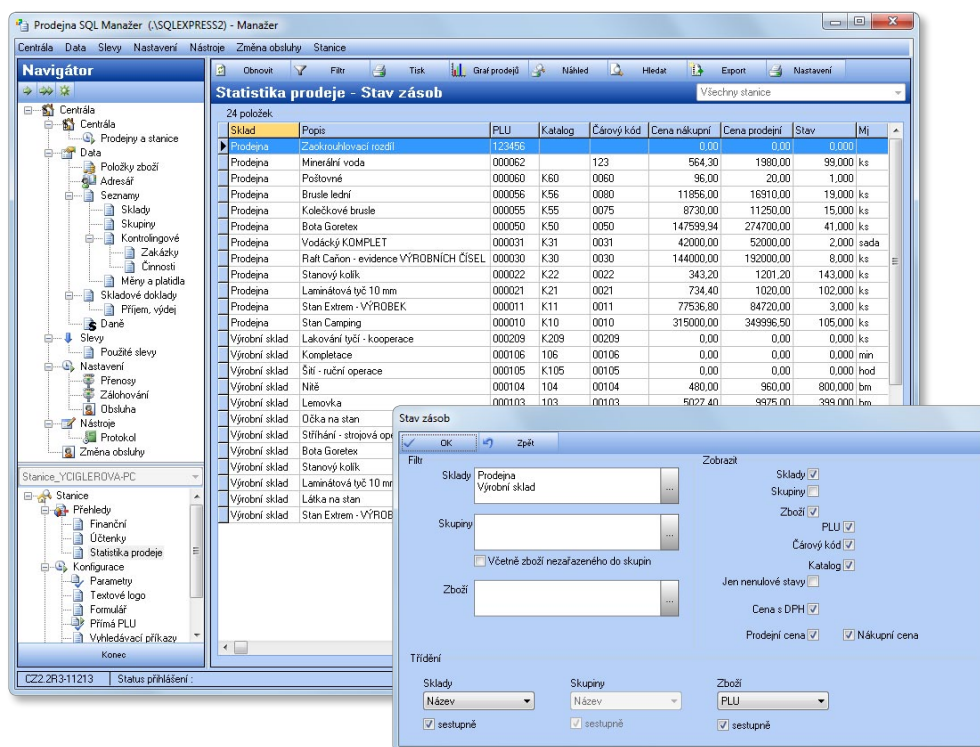 Prodejna SQL Manažer (.\SQLEXPRESS2) - Manažer
Centrála Data Slevy Nastavení Nástroje Změna obsluhy Stanice
Navigátor
Centrála
Centrála
Prodejny a stanice
Data
Položky zboží
Adresář
Seznamy
Sklady
Skupiny
Kontrolingové
Zakázky
Činnosti
Měny a platidla
Skladové doklady
Příjem, výdej
Daně
Slevy
Použité slevy
Nastavení
Přenosy
Zálohování
Obsluha
Nástroje
Protokol
Změna obsluhy
Stanice_YCIGLEROVA-PC
Stanice
Přehledy
Finanční
Účtenky
Statistika prodeje
Konfigurace
Parametry
Textové logo
Formulář
Přímá PLU
Vyhledávací příkazy
Konec
Obnovit Filtr Tisk Graf prodejů Náhled Hledat Export Nastavení
Statistika prodeje - Stav zásob Všechny stanice
24 položek
Sklad Popis PLU Katalog Čárový kód Cena nákupní Cena prodejní Stav Mj
Prodejna Zaokrouhlovací rozdíl 123456 0,00 0,00 0,000
Prodejna Minerální voda 000062 123 564,30 1980,00 99,000 ks
Prodejna Poštovné 000060 K60 0060 96,00 20,00 1,000
Prodejna Brusle lední 000056 K56 0080 11856,00 16910,00 19,000 ks
Prodejna Kolečkové brusle 000055 K55 0075 8730,00 11250,00 15,000 ks
Prodejna Bota Goretex 000050 K50 0050 147599,94 274700,00 41,000 ks
Prodejna Vodácký KOMPLET 000031 K31 0031 42000,00 52000,00 2,000 sada
Prodejna Raft Caňon - evidence VÝROBNÍCH ČÍSEL 000030 K30 0030 144000,00 192000,00 8,000 ks
Prodejna Stanový kolík 000022 K22 0022 343,20 1201,20 143,000 ks
Prodejna Laminátová tyč 10 mm 000021 K21 0021 734,40 1020,00 102,000 ks
Prodejna Stan Extrem - VÝROBEK 000011 K11 0011 77536,80 84720,00 3,000 ks
Prodejna Stan Camping 000010 K10 0010 315000,00 349996,50 105,000 ks
Výrobní sklad Lakování tyčí - kooperace 000209 K209 00209 0,00 0,00 0,000 ks
Výrobní sklad Kompletace 000106 106 00106 0,00 0,00 0,000 min
Výrobní sklad Šití - ruční operace 000105 K105 00105 0,00 0,00 0,000 hod
Výrobní sklad Nitě 000104 104 00104 480,00 960,00 800,000 bm
Výrobní sklad Lemovka 000103 103 00103 5027,40 9975,00 399,000 bm
Výrobní sklad Očka na stan
Výrobní sklad Stříhání - strojová ope
Výrobní sklad Bota Goretex
Výrobní sklad Stanový kolík
Výrobní sklad Laminátová tyč 10 mm
Výrobní sklad Látka na stan
Výrobní sklad Stan Extrem - VÝROB
CZ2.2R3-11213 Status přihlášení :
Stav zásob
OK Zpět
Filtr
Sklady Prodejna
Výrobní sklad
...
Skupiny ...
Včetně zboží nezařazeného do skupin
Zboží ...
Zobrazit
Sklady
Skupiny
Zboží
PLU
Čárový kód
Katalog
Jen nenulové stavy
Cena s DPH
Prodejní cena Nákupní cena
Třídění
Sklady Skupiny Zboží
Název Název PLU
sestupně sestupně sestupně